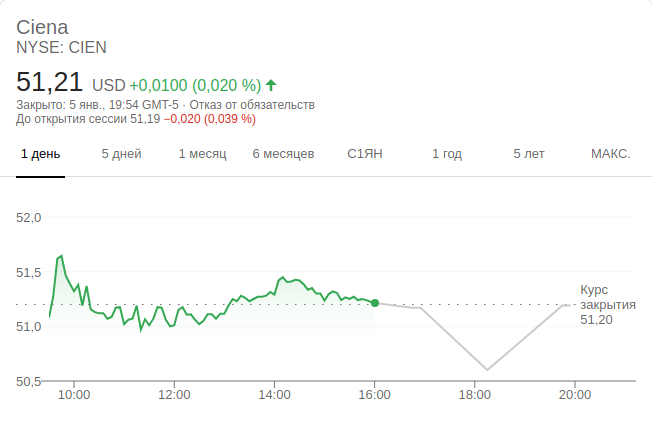 Ciena
NYSE: CIEN
51,21 USD +0,0100 (0,020 %)
Закрыто: 5 янв., 19:54 GMT-5 · Отказ от обязательств
До открытия сессии 51,19 −0,020 (0,039 %)
1 день 5 дней 1 месяц 6 месяцев С1ЯН 1 год 5 лет МАКС.
52,0
51,5
Курс
закрытия
51,20
51,0
50,5
10:00 12:00 14:00 16:00 18:00 20:00